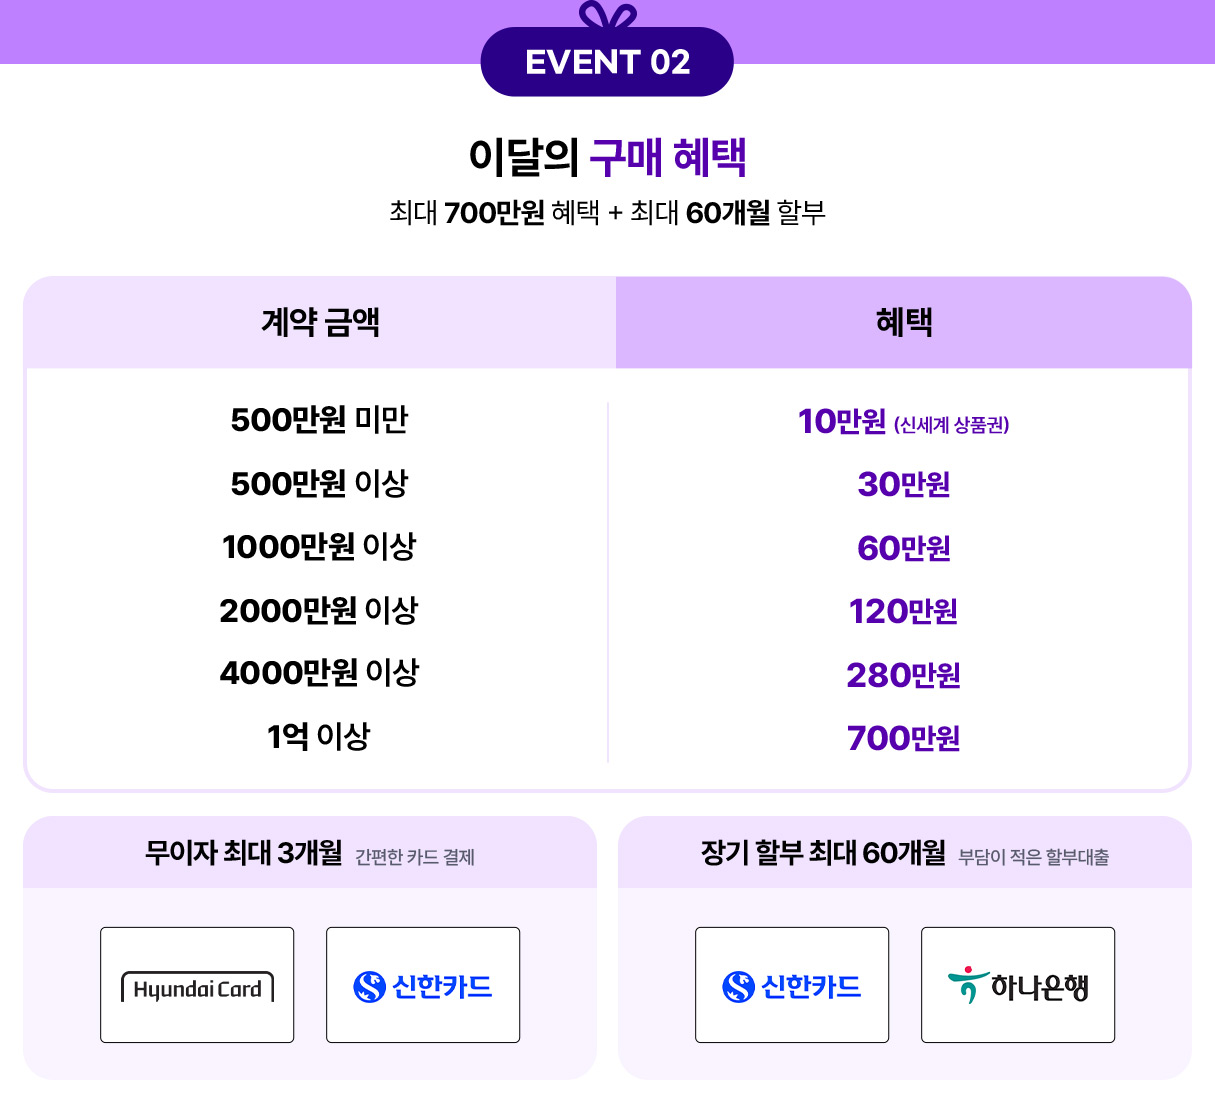 EVENT 02
이달의 구매 혜택
최대 700만원 혜택 + 최대 60개월 할부
계약 금액
혜택
500만원 미만
10만원 (신세계 상품권)
500만원 이상
30만원
1000만원 이상
60만원
2000만원 이상
120만원
4000만원 이상
280만원
1억 이상
700만원
무이자 최대 3개월 간편한 카드 결제
Hyundai Card
신한카드
장기 할부 최대 60개월 부담이 적은 할부대출
신한카드
하나은행